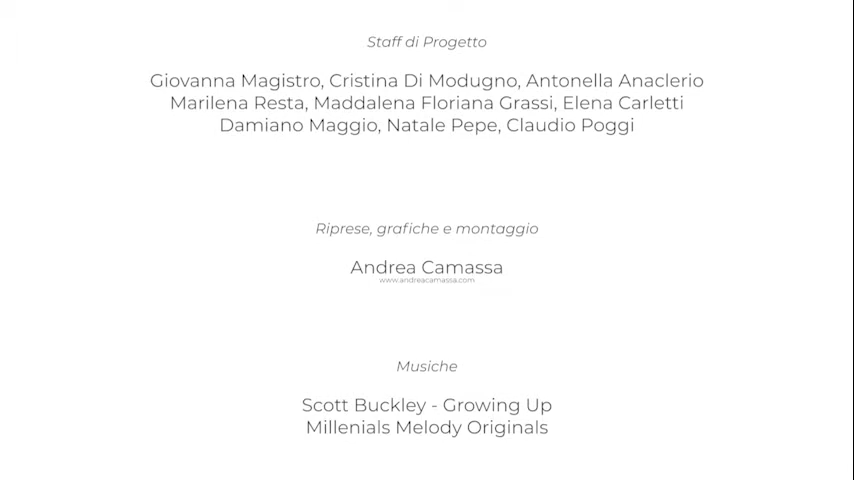 Staff di Progetto
Giovanna Magistro, Cristina Di Modugno, Antonella Anaclerio
Marilena Resta, Maddalena Floriana Grassi, Elena Carletti
Damiano Maggio, Natale Pepe, Claudio Poggi
Riprese, grafiche e montaggio
Andrea Camassa
www.andreacamassa.com
Musiche
Scott Buckley - Growing Up
Millenials Melody Originals